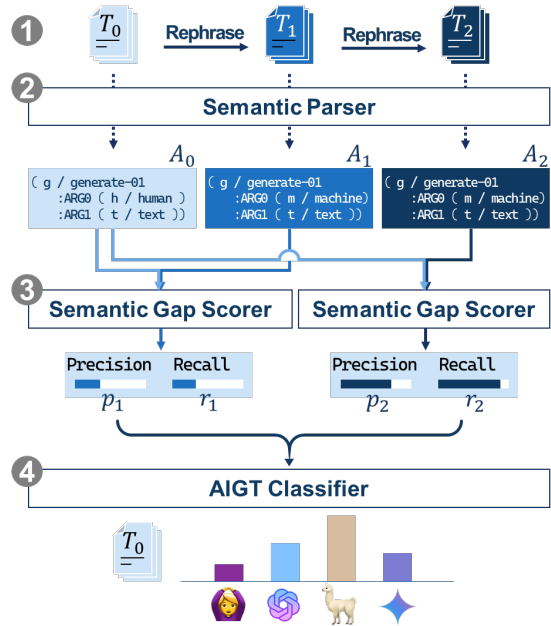 1
T0
Rephrase
T1
Rephrase
T2
2
Semantic Parser
A0
A1
A2
( g / generate-01
:ARG0 ( h / human )
:ARG1 ( t / text ))
( g / generate-01
:ARG0 ( m / machine)
:ARG1 ( t / text ))
( g / generate-01
:ARG0 ( m / machine)
:ARG1 ( t / text ))
3
Semantic Gap Scorer
Semantic Gap Scorer
Precision Recall
p1 r1
Precision Recall
p2 r2
4
AIGT Classifier
T0